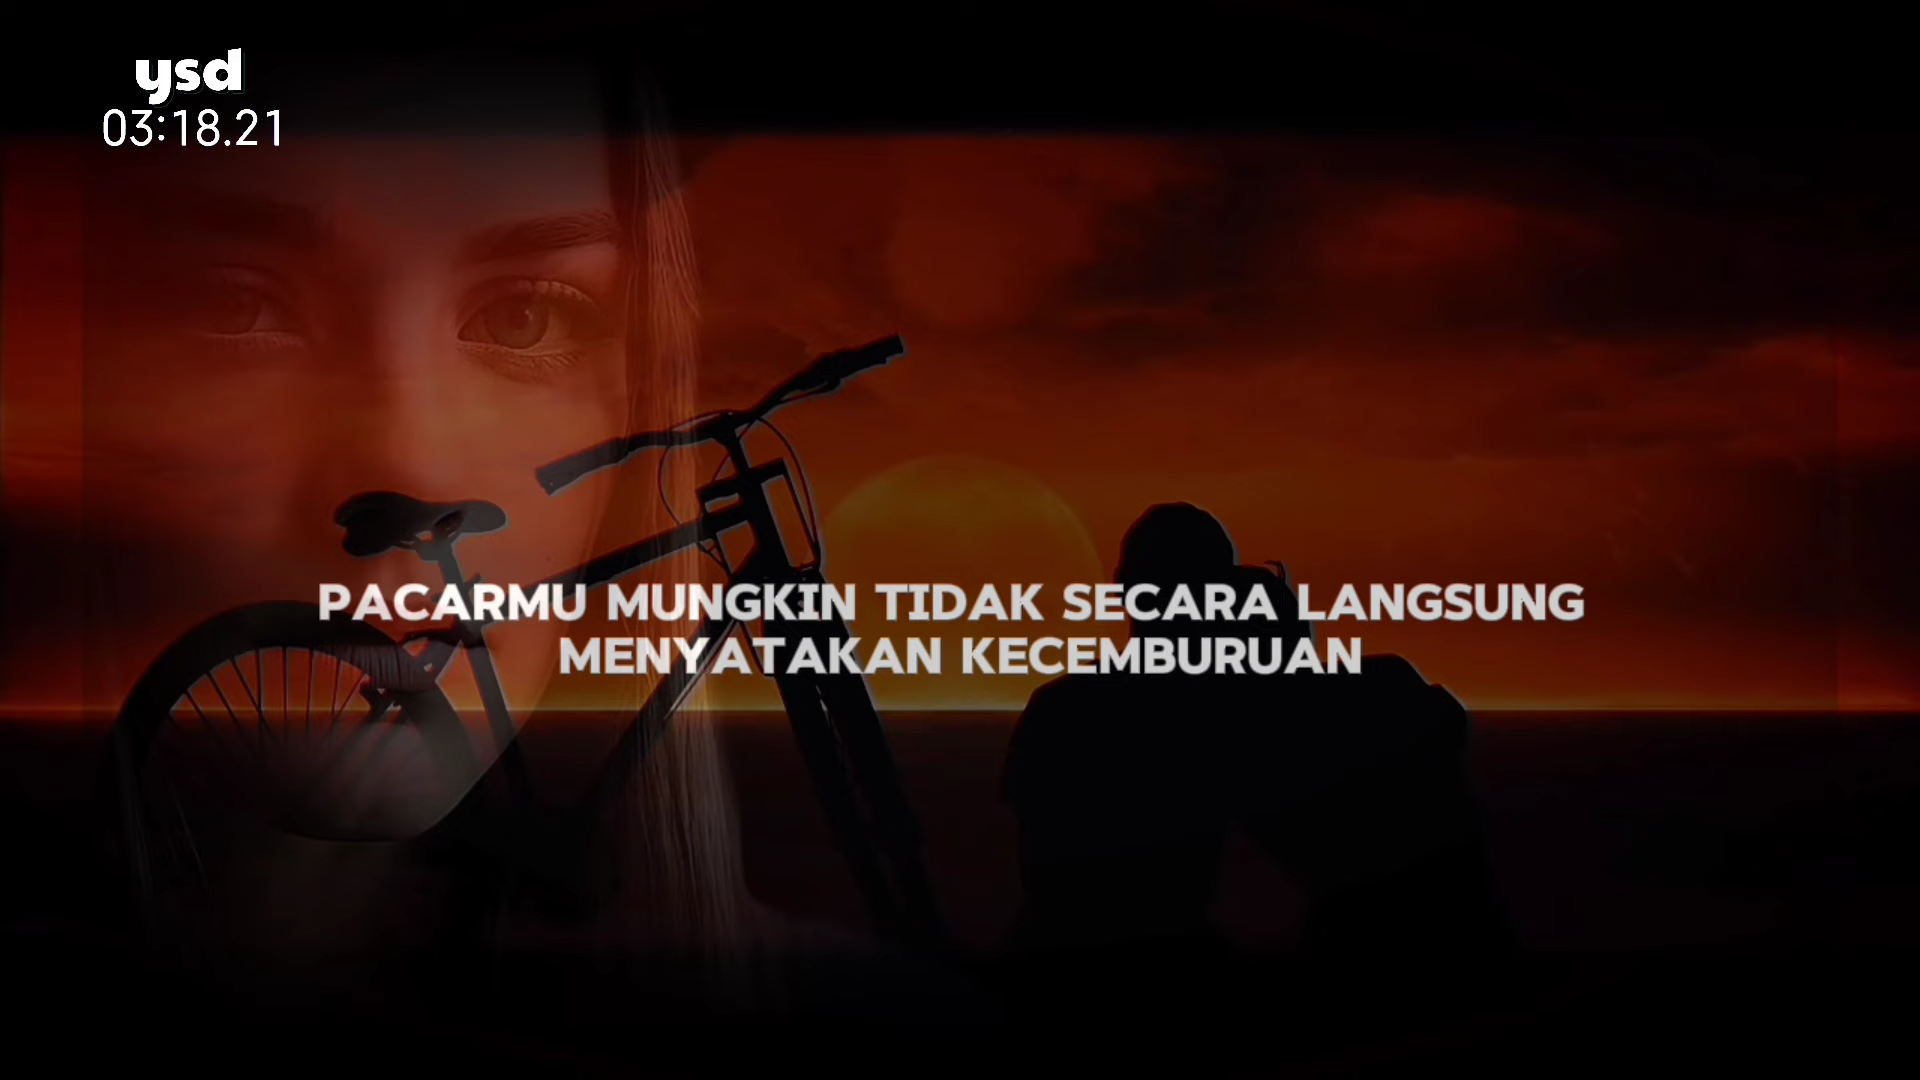 ysd
03:18.21
PACARMU MUNGKIN TIDAK SECARA LANGSUNG
MENYATAKAN KECEMBURUAN